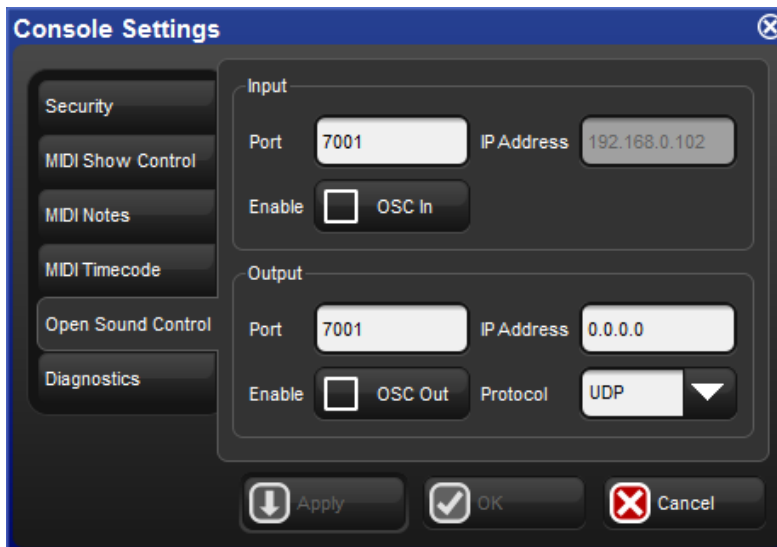 Console Settings
Security
MIDI Show Control
MIDI Notes
MIDI Timecode
Open Sound Control
Diagnostics
Input
Port 7001 IP Address 192.168.0.102
Enable OSC In
Output
Port 7001 IP Address 0.0.0.0
Enable OSC Out Protocol UDP
Apply OK Cancel